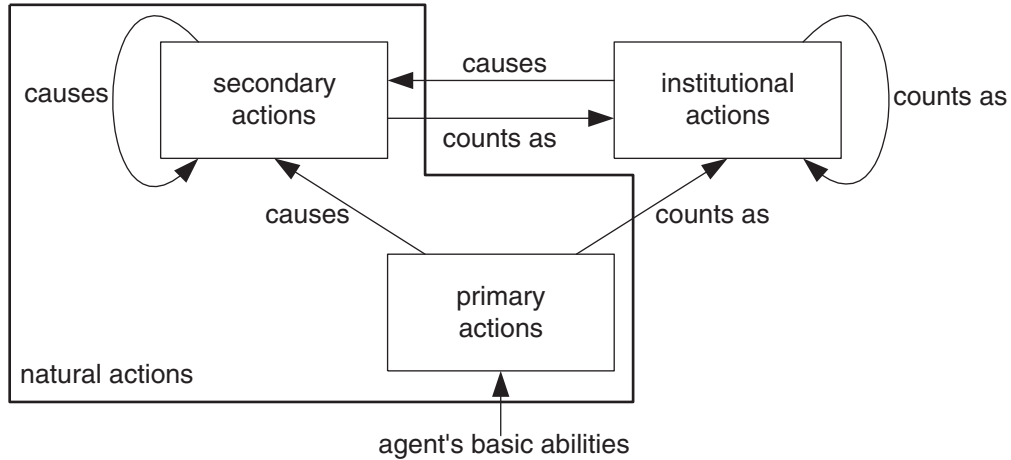 causes
secondary
actions
causes
counts as
institutional
actions
counts as
causes
counts as
primary
actions
natural actions
agent's basic abilities